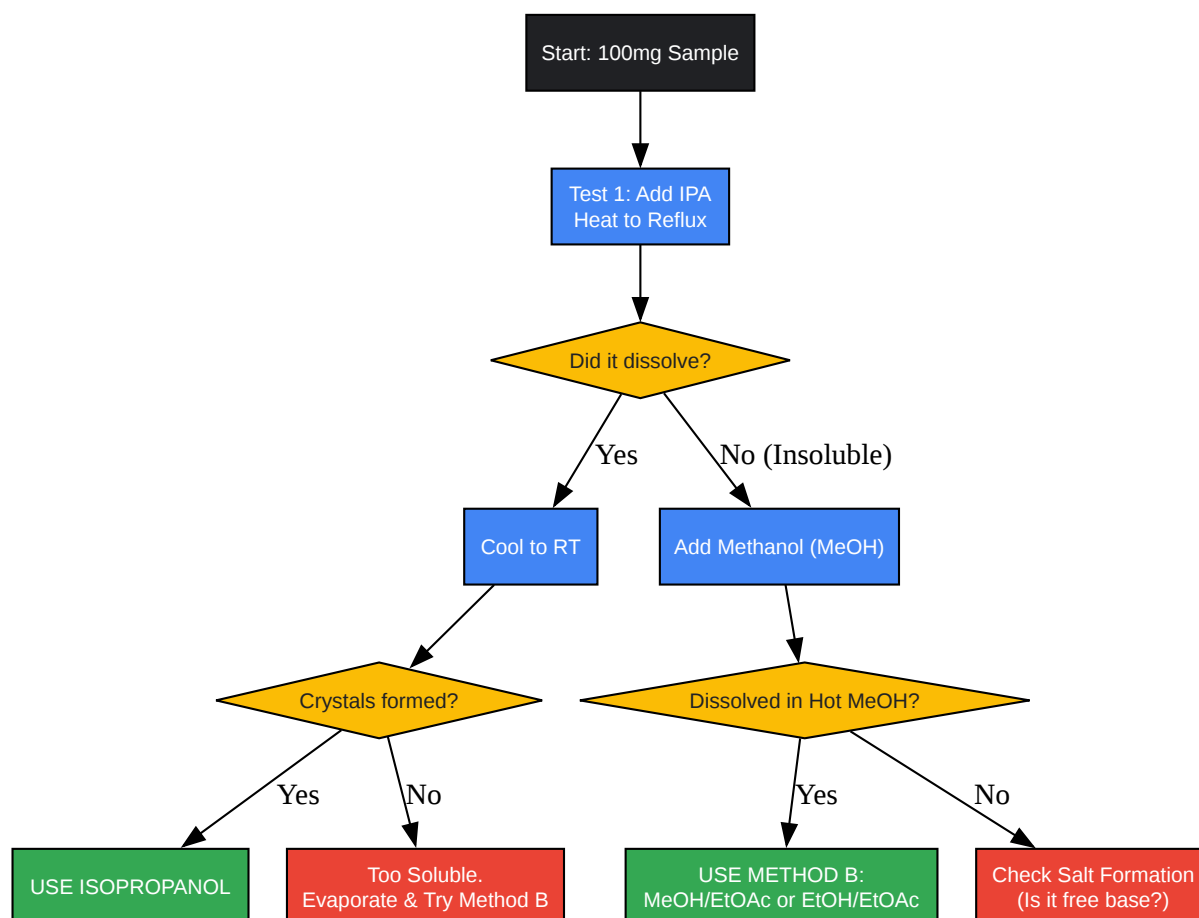 Start: 100mg Sample
Test 1: Add IPA
Heat to Reflux
Did it dissolve?
Yes
No (Insoluble)
Cool to RT
Add Methanol (MeOH)
Crystals formed?
Dissolved in Hot MeOH?
Yes
No
Yes
No
USE ISOPROPANOL
Too Soluble.
Evaporate & Try Method B
USE METHOD B:
MeOH/EtOAc or EtOH/EtOAc
Check Salt Formation
(Is it free base?)